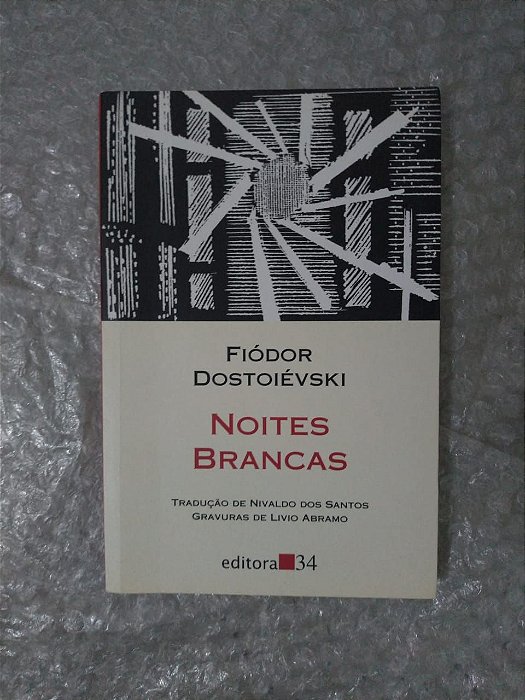 FIÓDOR
DOSTOIÉVSKI
NOITES
BRANCAS
TRADUÇÃO DE NIVALDO DOS SANTOS
GRAVURAS DE LIVIO ABRAMO
editora 34